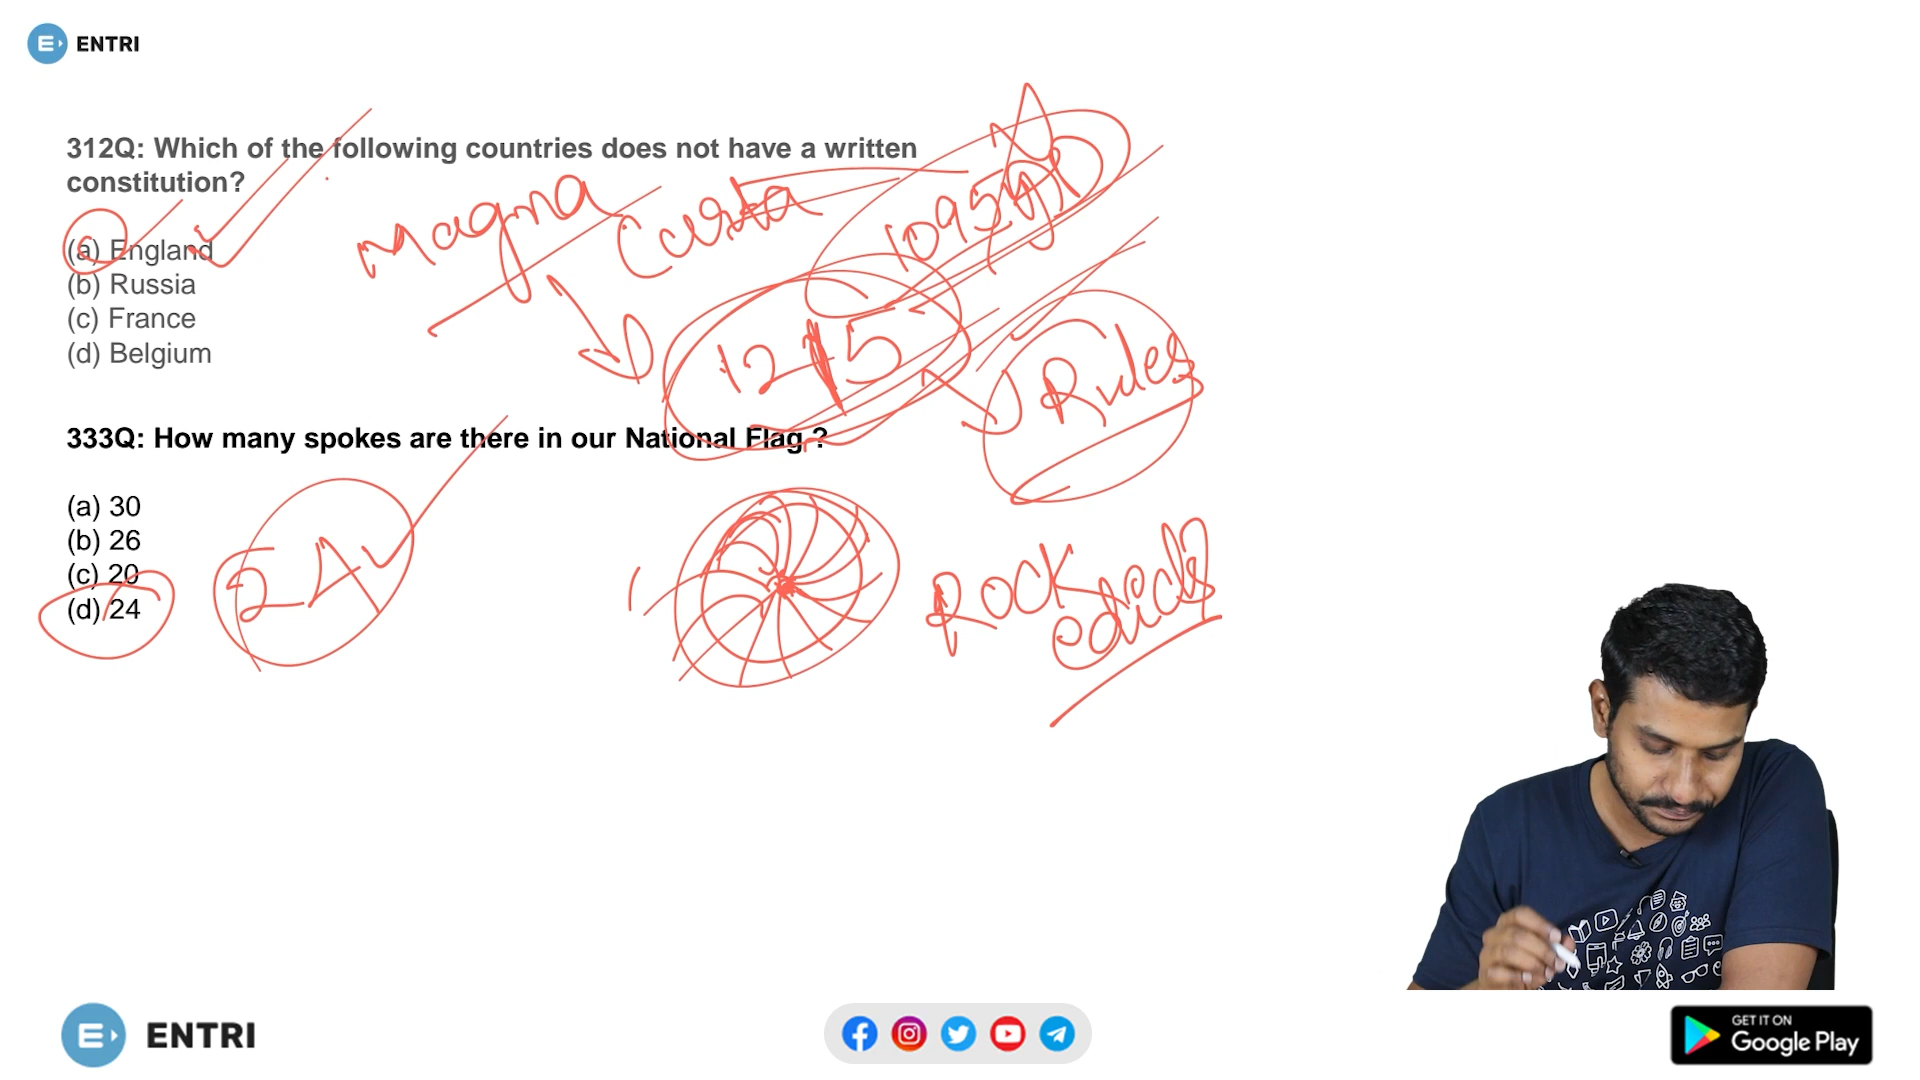 ENTRI
312Q: Which of the following countries does not have a written
constitution?
(a) England
(b) Russia
(c) France
(d) Belgium
Magna Carta
1095 AD
1215
Rules
333Q: How many spokes are there in our National Flag ?
(a) 30
(b) 26
(c) 20
(d) 24
24
Rock
edicts
ENTRI
GET IT ON
Google Play